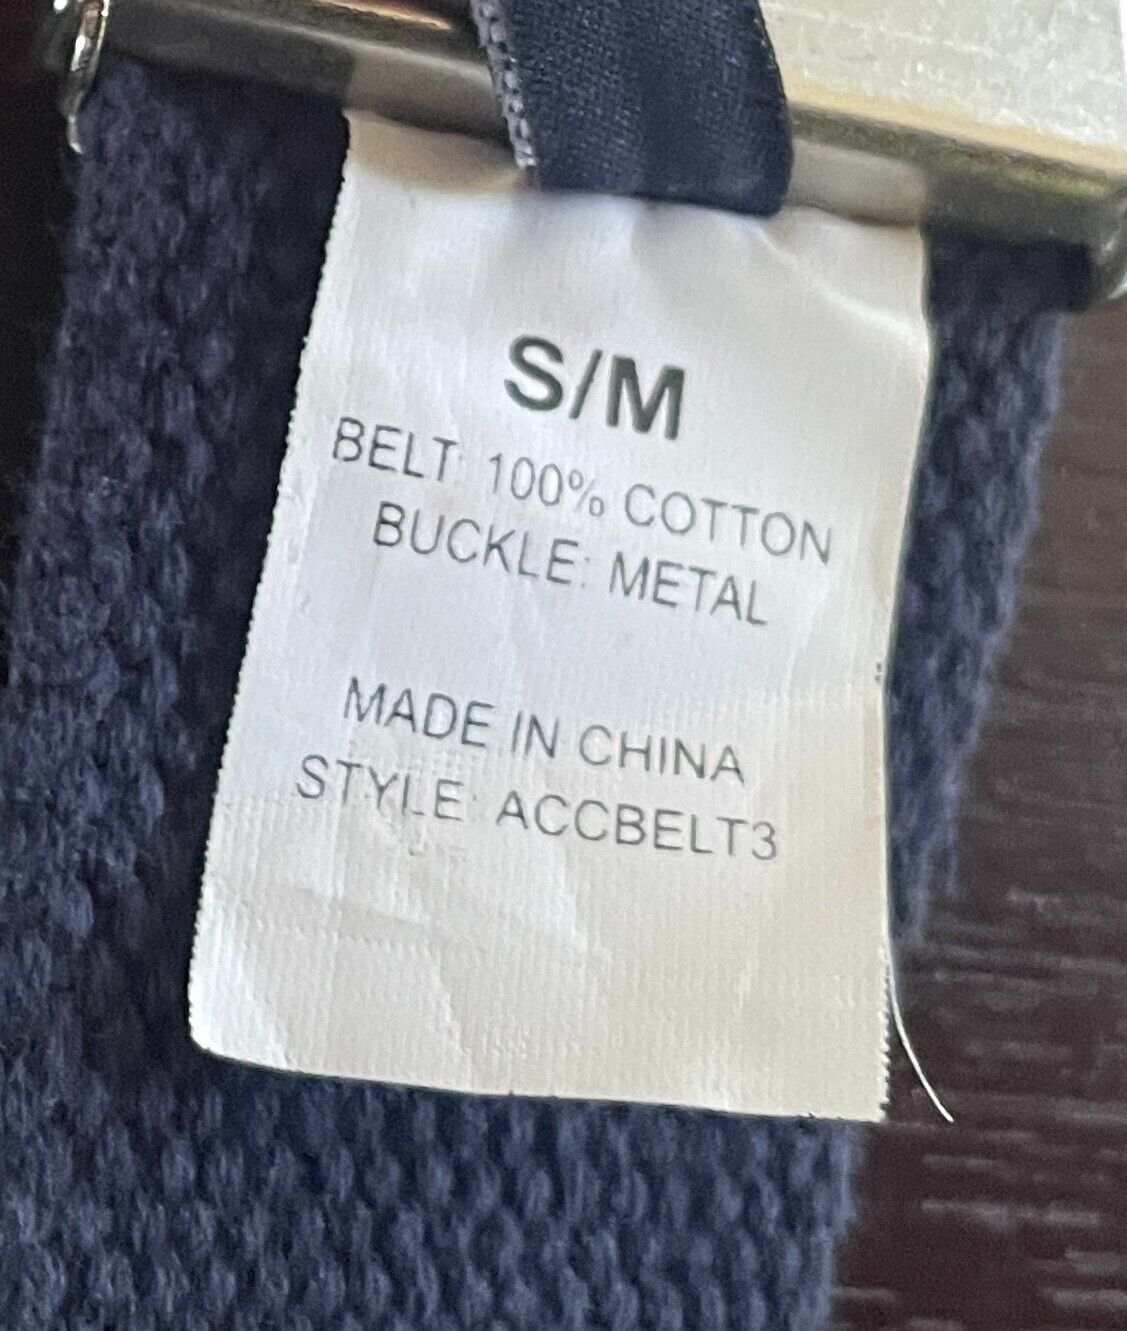 S/M
BELT: 100% COTTON
BUCKLE: METAL
MADE IN CHINA
STYLE: ACCBELT3